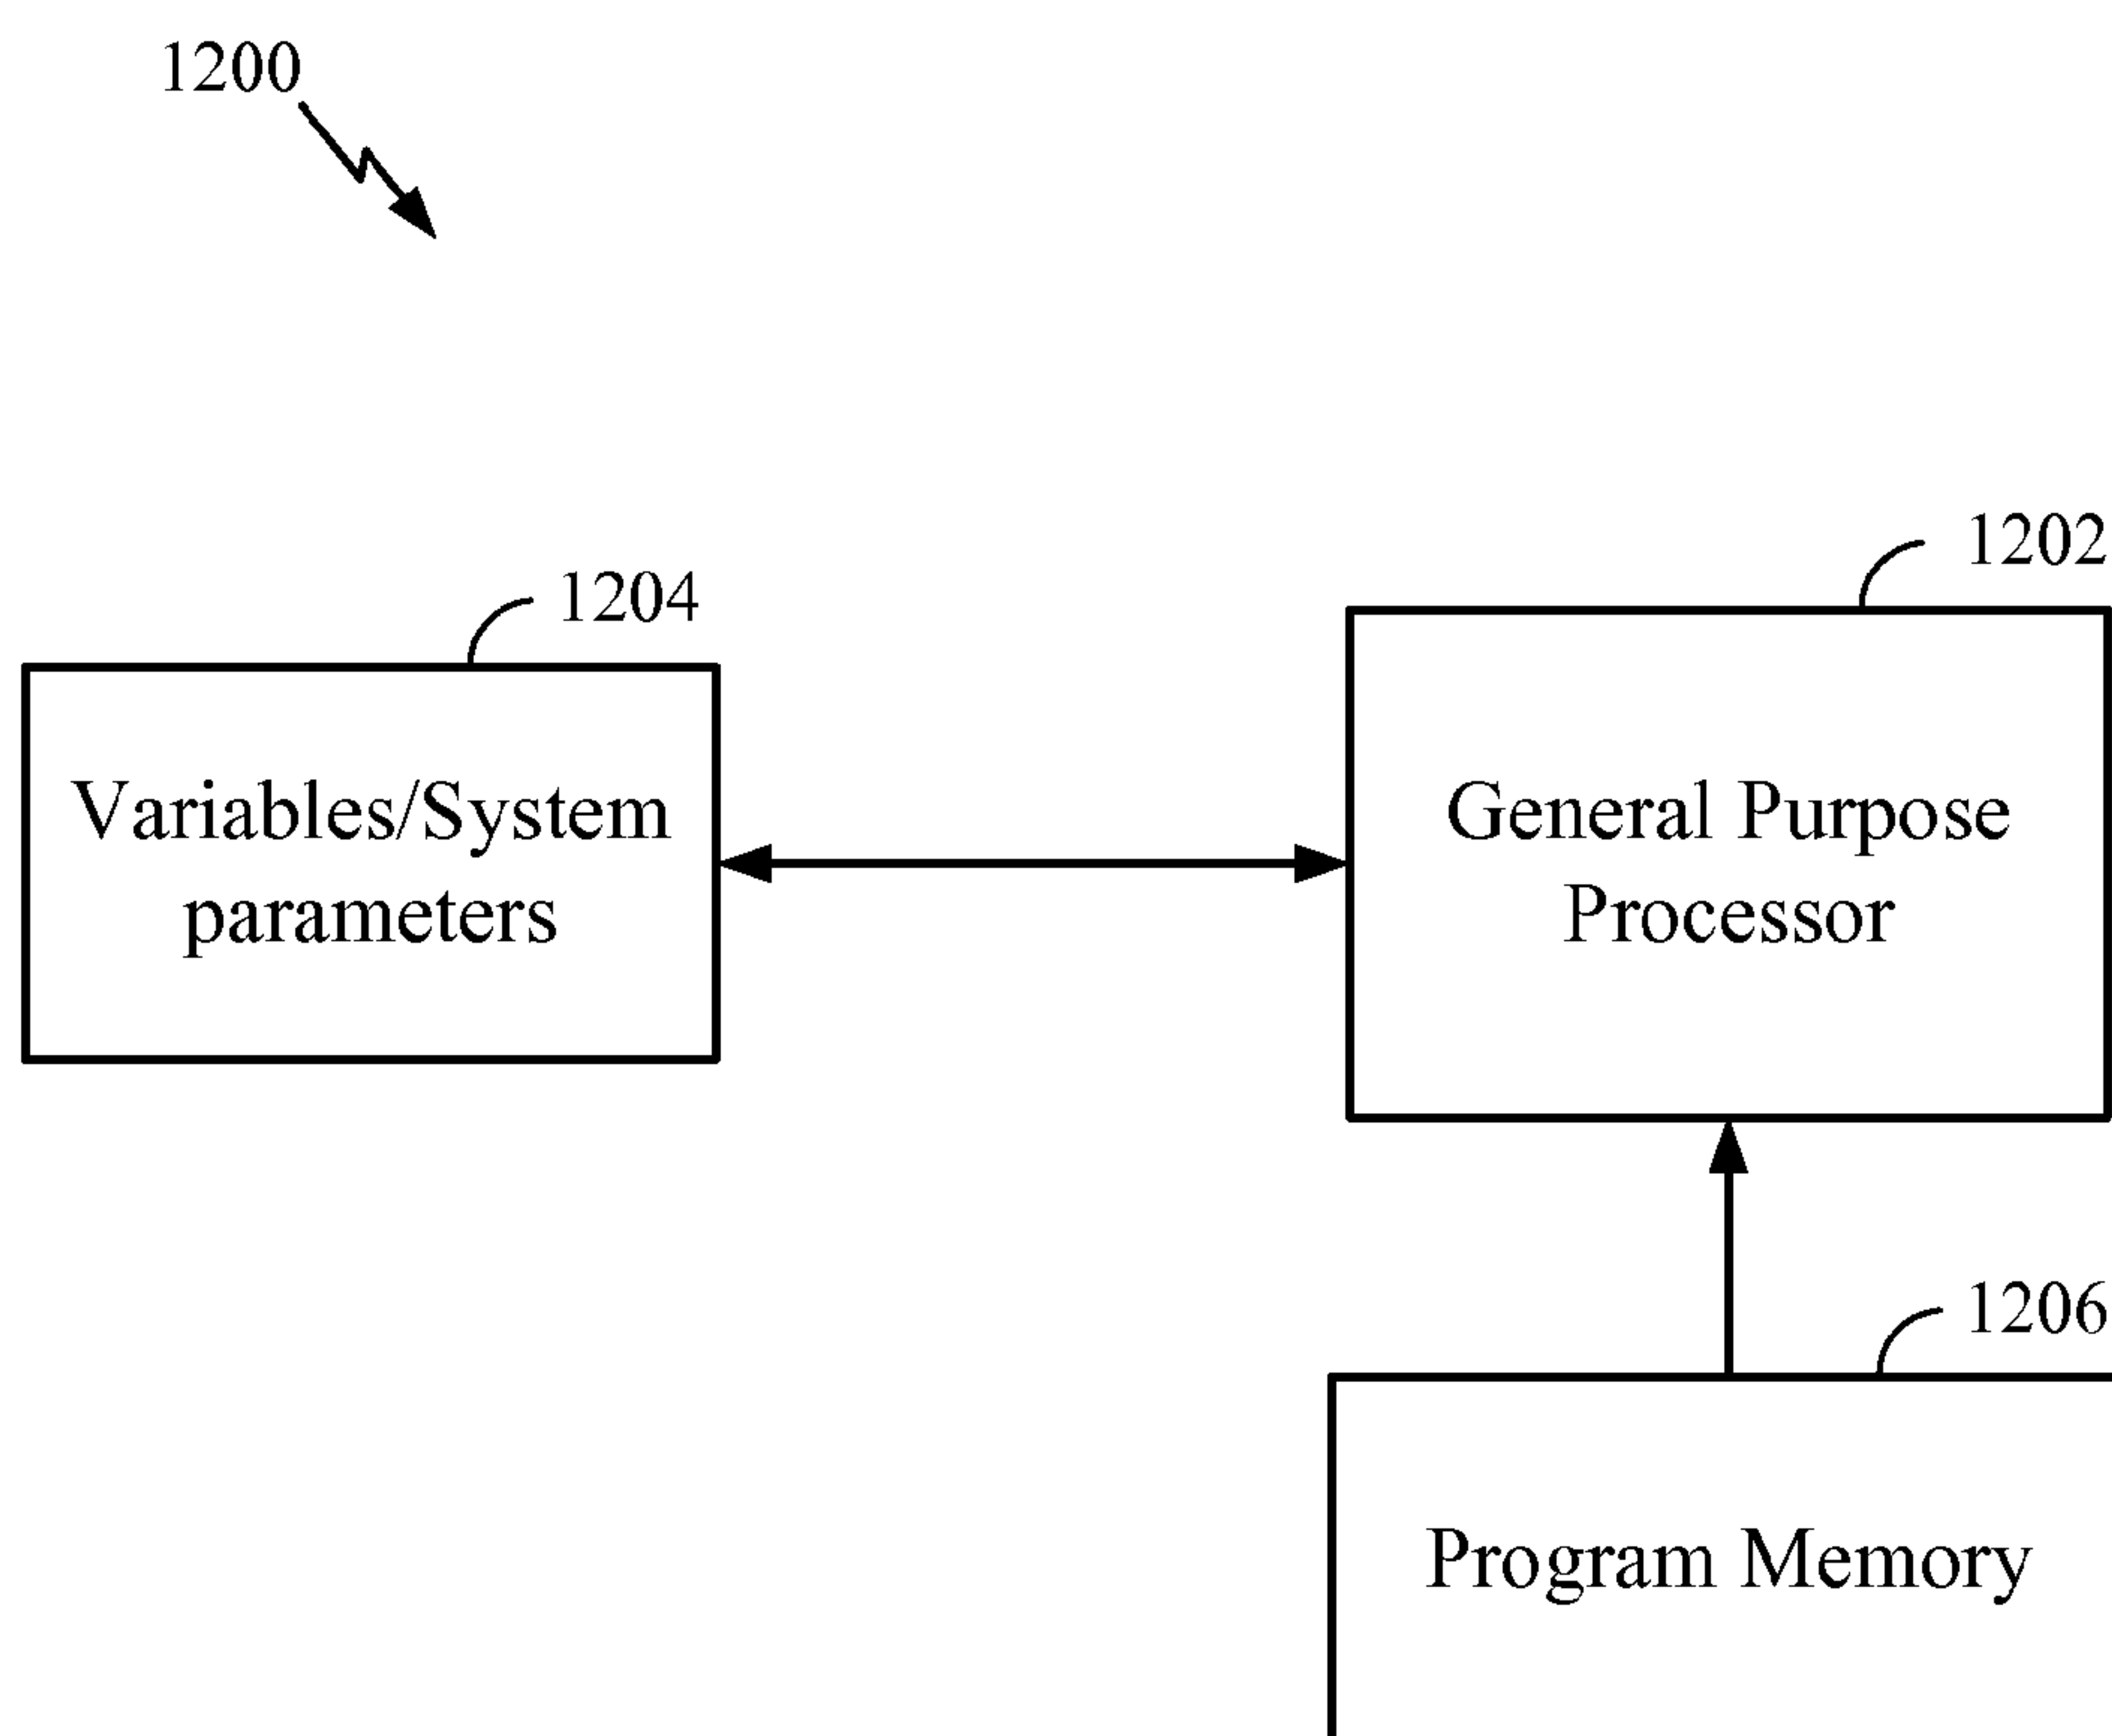 1200
1202
1204
Variables/System
parameters
General Purpose
Processor
1206
Program Memory